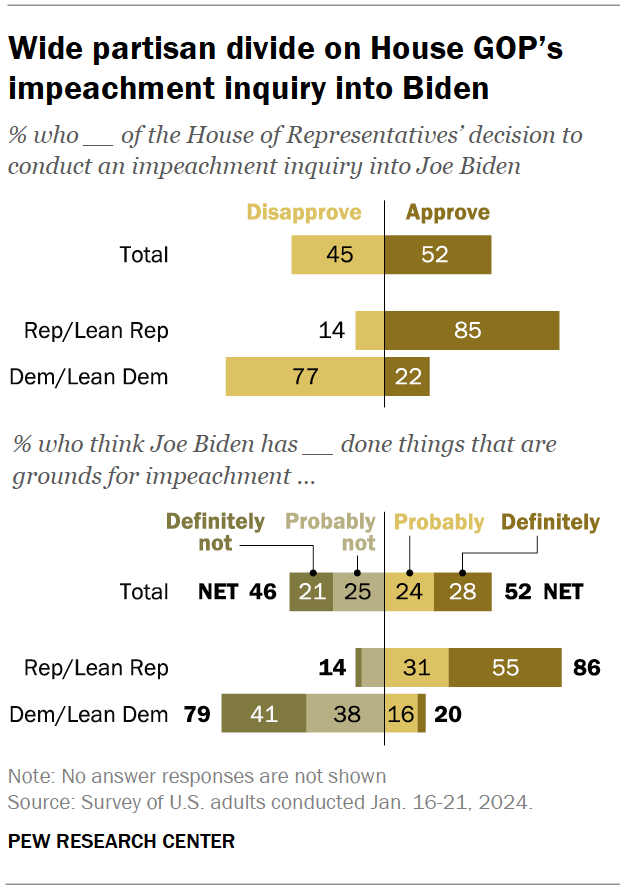 Wide partisan divide on House GOP's
impeachment inquiry into Biden
% who __ of the House of Representatives' decision to
conduct an impeachment inquiry into Joe Biden
Disapprove Approve
Total 45 52
Rep/Lean Rep 14 85
Dem/Lean Dem 77 22
% who think Joe Biden has __ done things that are
grounds for impeachment ...
Definitely not Probably not Probably Definitely
Total NET 46 21 25 24 28 52 NET
Rep/Lean Rep 14 31 55 86
Dem/Lean Dem 79 41 38 16 20
Note: No answer responses are not shown
Source: Survey of U.S. adults conducted Jan. 16-21, 2024.
PEW RESEARCH CENTER